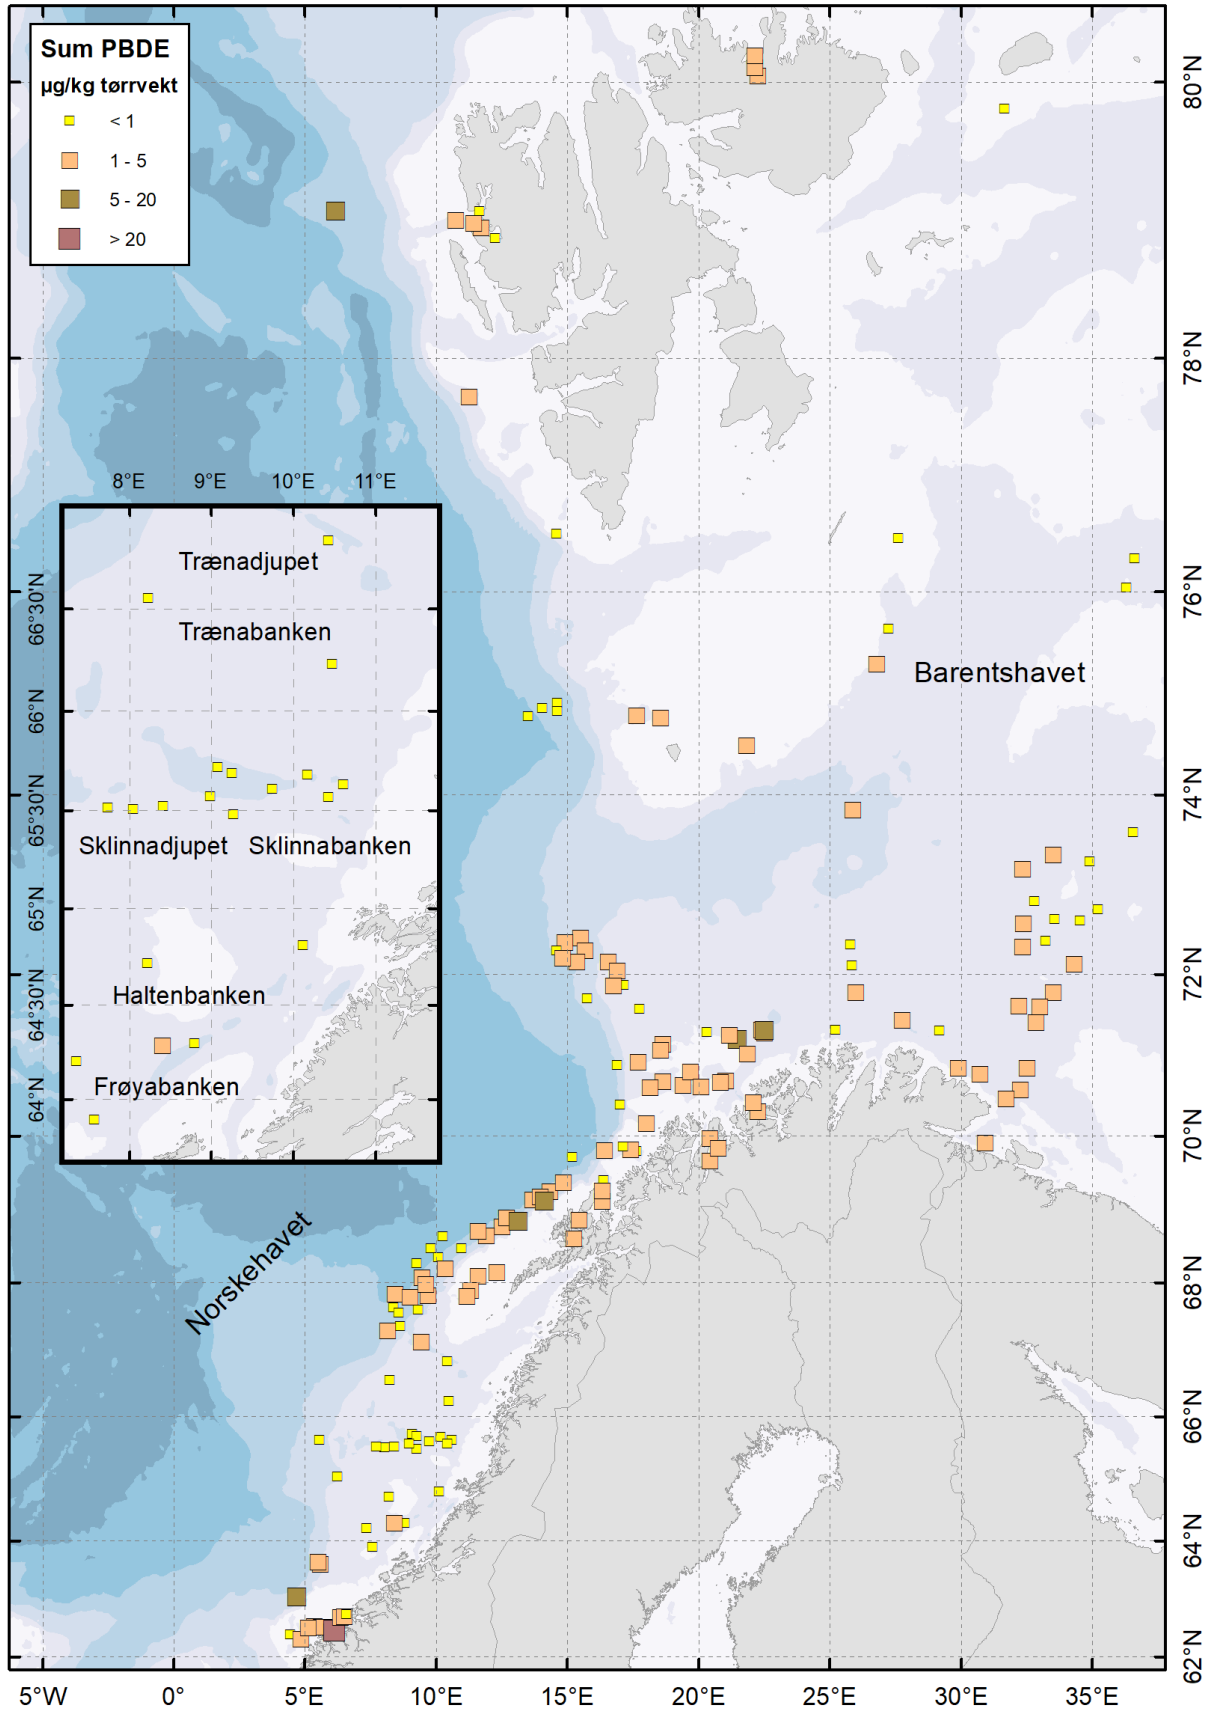 Sum PBDE
µg/kg tørrvekt
< 1
1 - 5
5 - 20
> 20
80°N
78°N
76°N
74°N
72°N
70°N
68°N
66°N
64°N
62°N
8°E 9°E 10°E 11°E
66°30'N
66°N
65°30'N
65°N
64°30'N
64°N
Trænadjupet
Trænabanken
Sklinnadjupet Sklinnabanken
Haltenbanken
Frøyabanken
Barentshavet
Norskehavet
5°W 0° 5°E 10°E 15°E 20°E 25°E 30°E 35°E